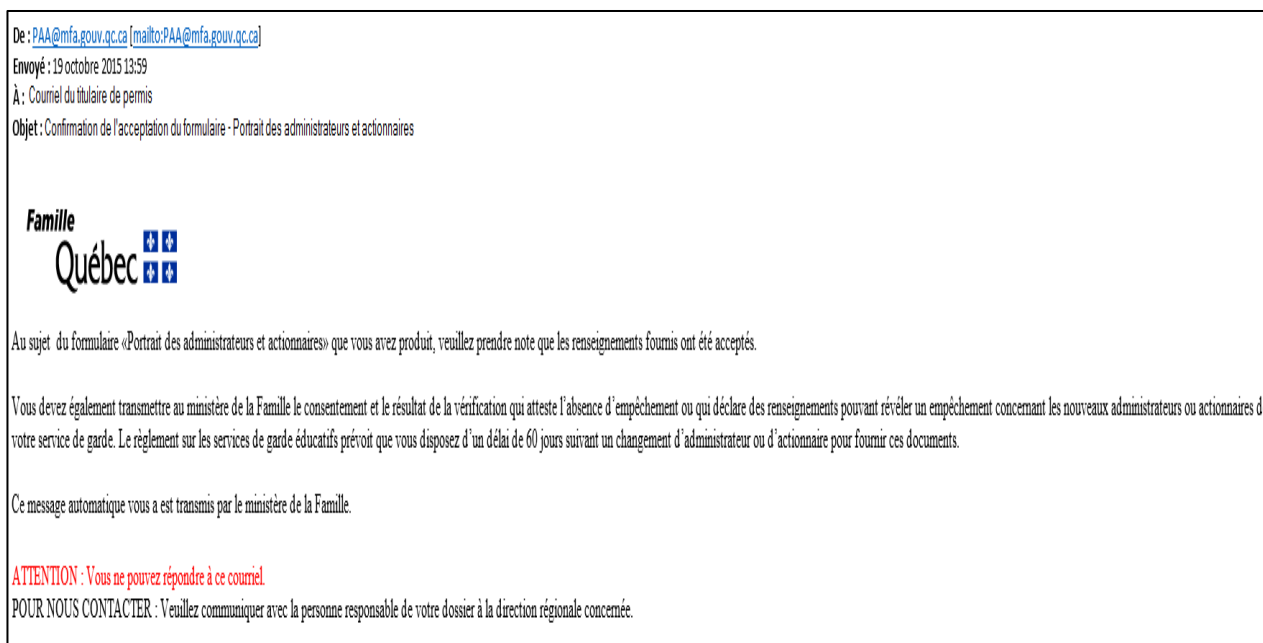 De : PAA@mfa.gouv.qc.ca [mailto:PAA@mfa.gouv.qc.ca]
Envoyé : 19 octobre 2015 13:59
À : Courriel du titulaire de permis
Objet : Confirmation de l'acceptation du formulaire - Portrait des administrateurs et actionnaires
Famille
Québec
Au sujet du formulaire «Portrait des administrateurs et actionnaires» que vous avez produit, veuillez prendre note que les renseignements fournis ont été acceptés.
Vous devez également transmettre au ministère de la Famille le consentement et le résultat de la vérification qui atteste l’absence d’empêchement ou qui déclare des renseignements pouvant révéler un empêchement concernant les nouveaux administrateurs ou actionnaires d
votre service de garde. Le règlement sur les services de garde éducatifs prévoit que vous disposez d’un délai de 60 jours suivant un changement d’administrateur ou d’actionnaire pour fournir ces documents.
Ce message automatique vous a est transmis par le ministère de la Famille.
ATTENTION : Vous ne pouvez répondre à ce courriel.
POUR NOUS CONTACTER : Veuillez communiquer avec la personne responsable de votre dossier à la direction régionale concernée.